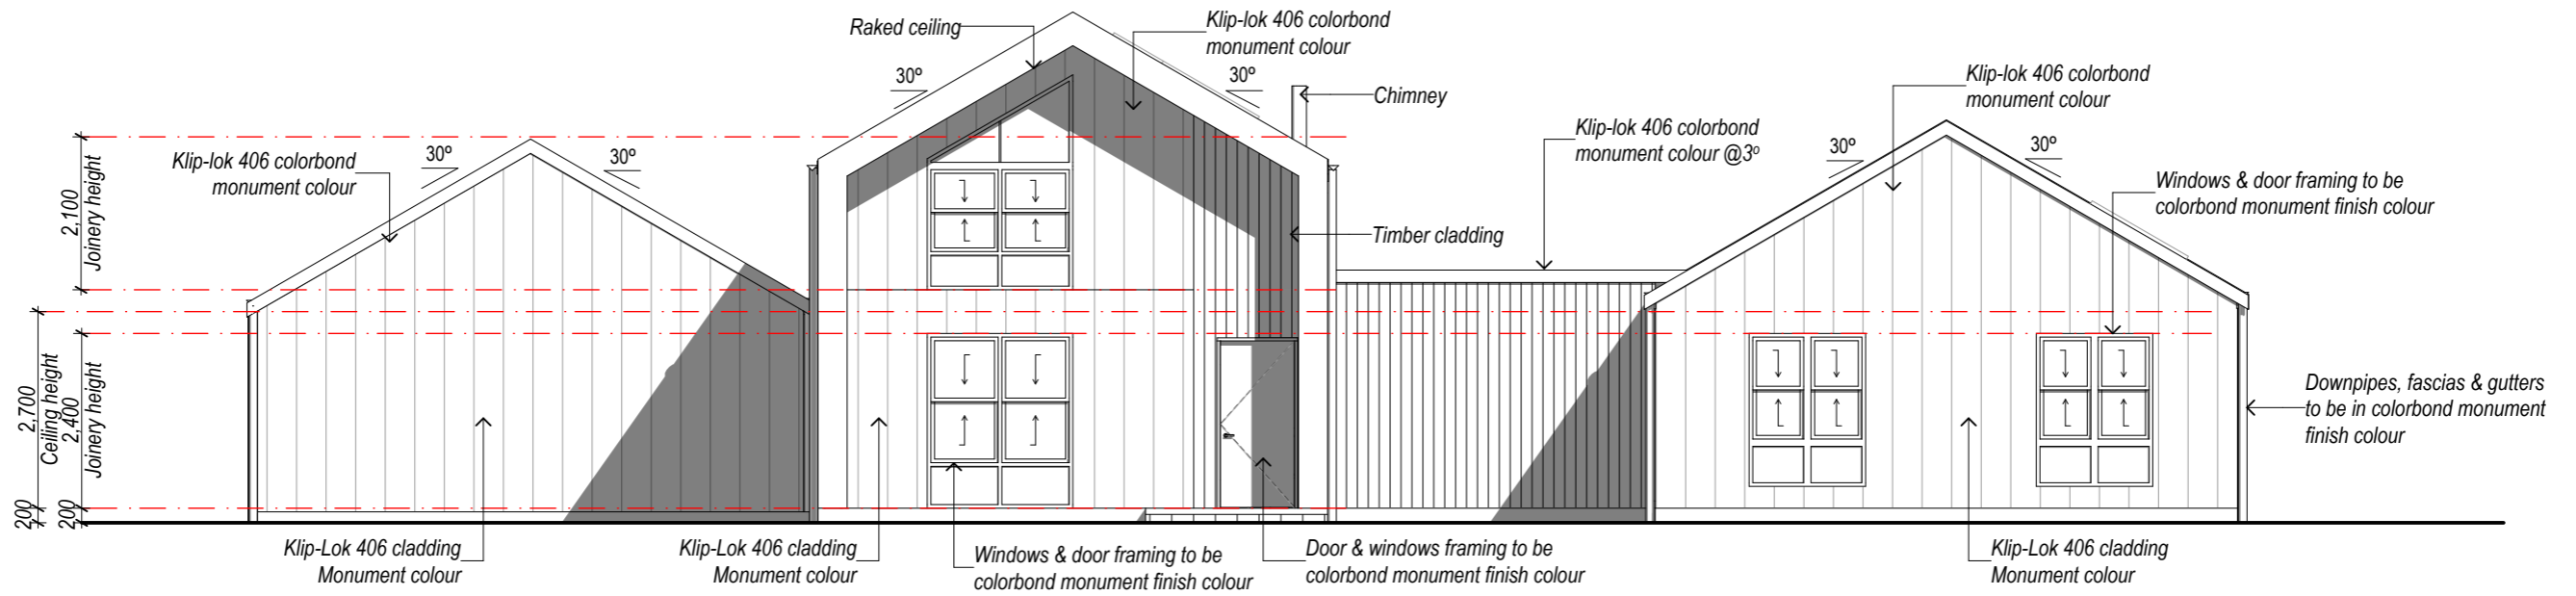 Raked ceiling
Klip-lok 406 colorbond
monument colour
30º
30º
Chimney
Klip-lok 406 colorbond
monument colour
Klip-lok 406 colorbond
monument colour @3º
Klip-lok 406 colorbond
monument colour
30º
30º
30º
30º
Windows & door framing to be
colorbond monument finish colour
2,100
Joinery height
Timber cladding
2,700
Ceiling height
2,400
Joinery height
200
200
Downpipes, fascias & gutters
to be in colorbond monument
finish colour
Klip-Lok 406 cladding
Monument colour
Klip-Lok 406 cladding
Monument colour
Windows & door framing to be
colorbond monument finish colour
Door & windows framing to be
colorbond monument finish colour
Klip-Lok 406 cladding
Monument colour